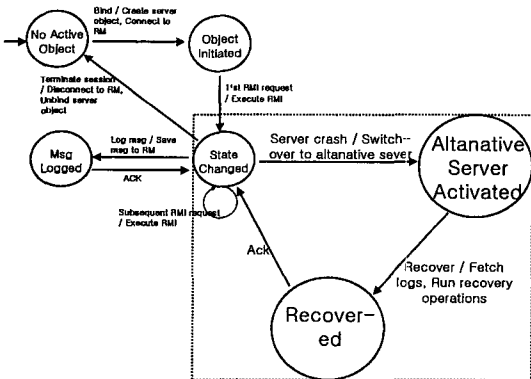 Bind / Create server
object, Connect to
RM
No Active
Object
Object
Initiated
Terminate session
/ Disconnect to RM,
Unbind server
object
1'st RMI request
/ Execute RMI
Log msg / Save
msg to RM
Msg
Logged
ACK
State
Changed
Server crash / Switch-
over to altanative sever
Altanative
Server
Activated
Subsequent RMI request
/ Execute RMI
Ack
Recover / Fetch
logs, Run recovery
operations
Recover-
ed